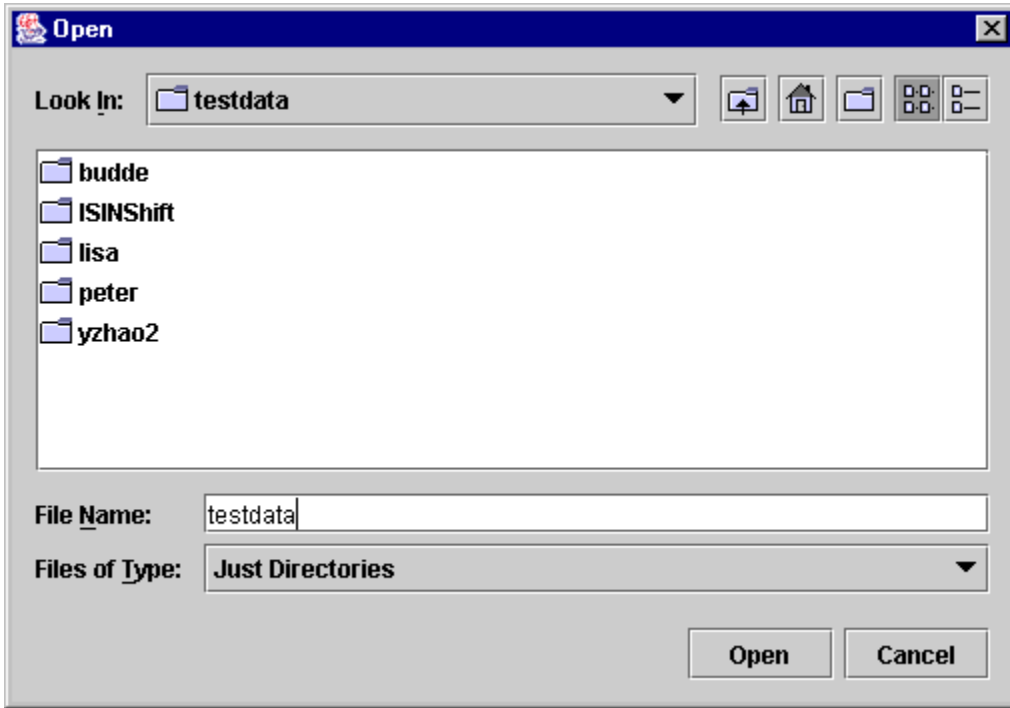 Open
Look In: testdata
budde
ISINShift
lisa
peter
yzhao2
File Name: testdata
Files of Type: Just Directories
Open Cancel